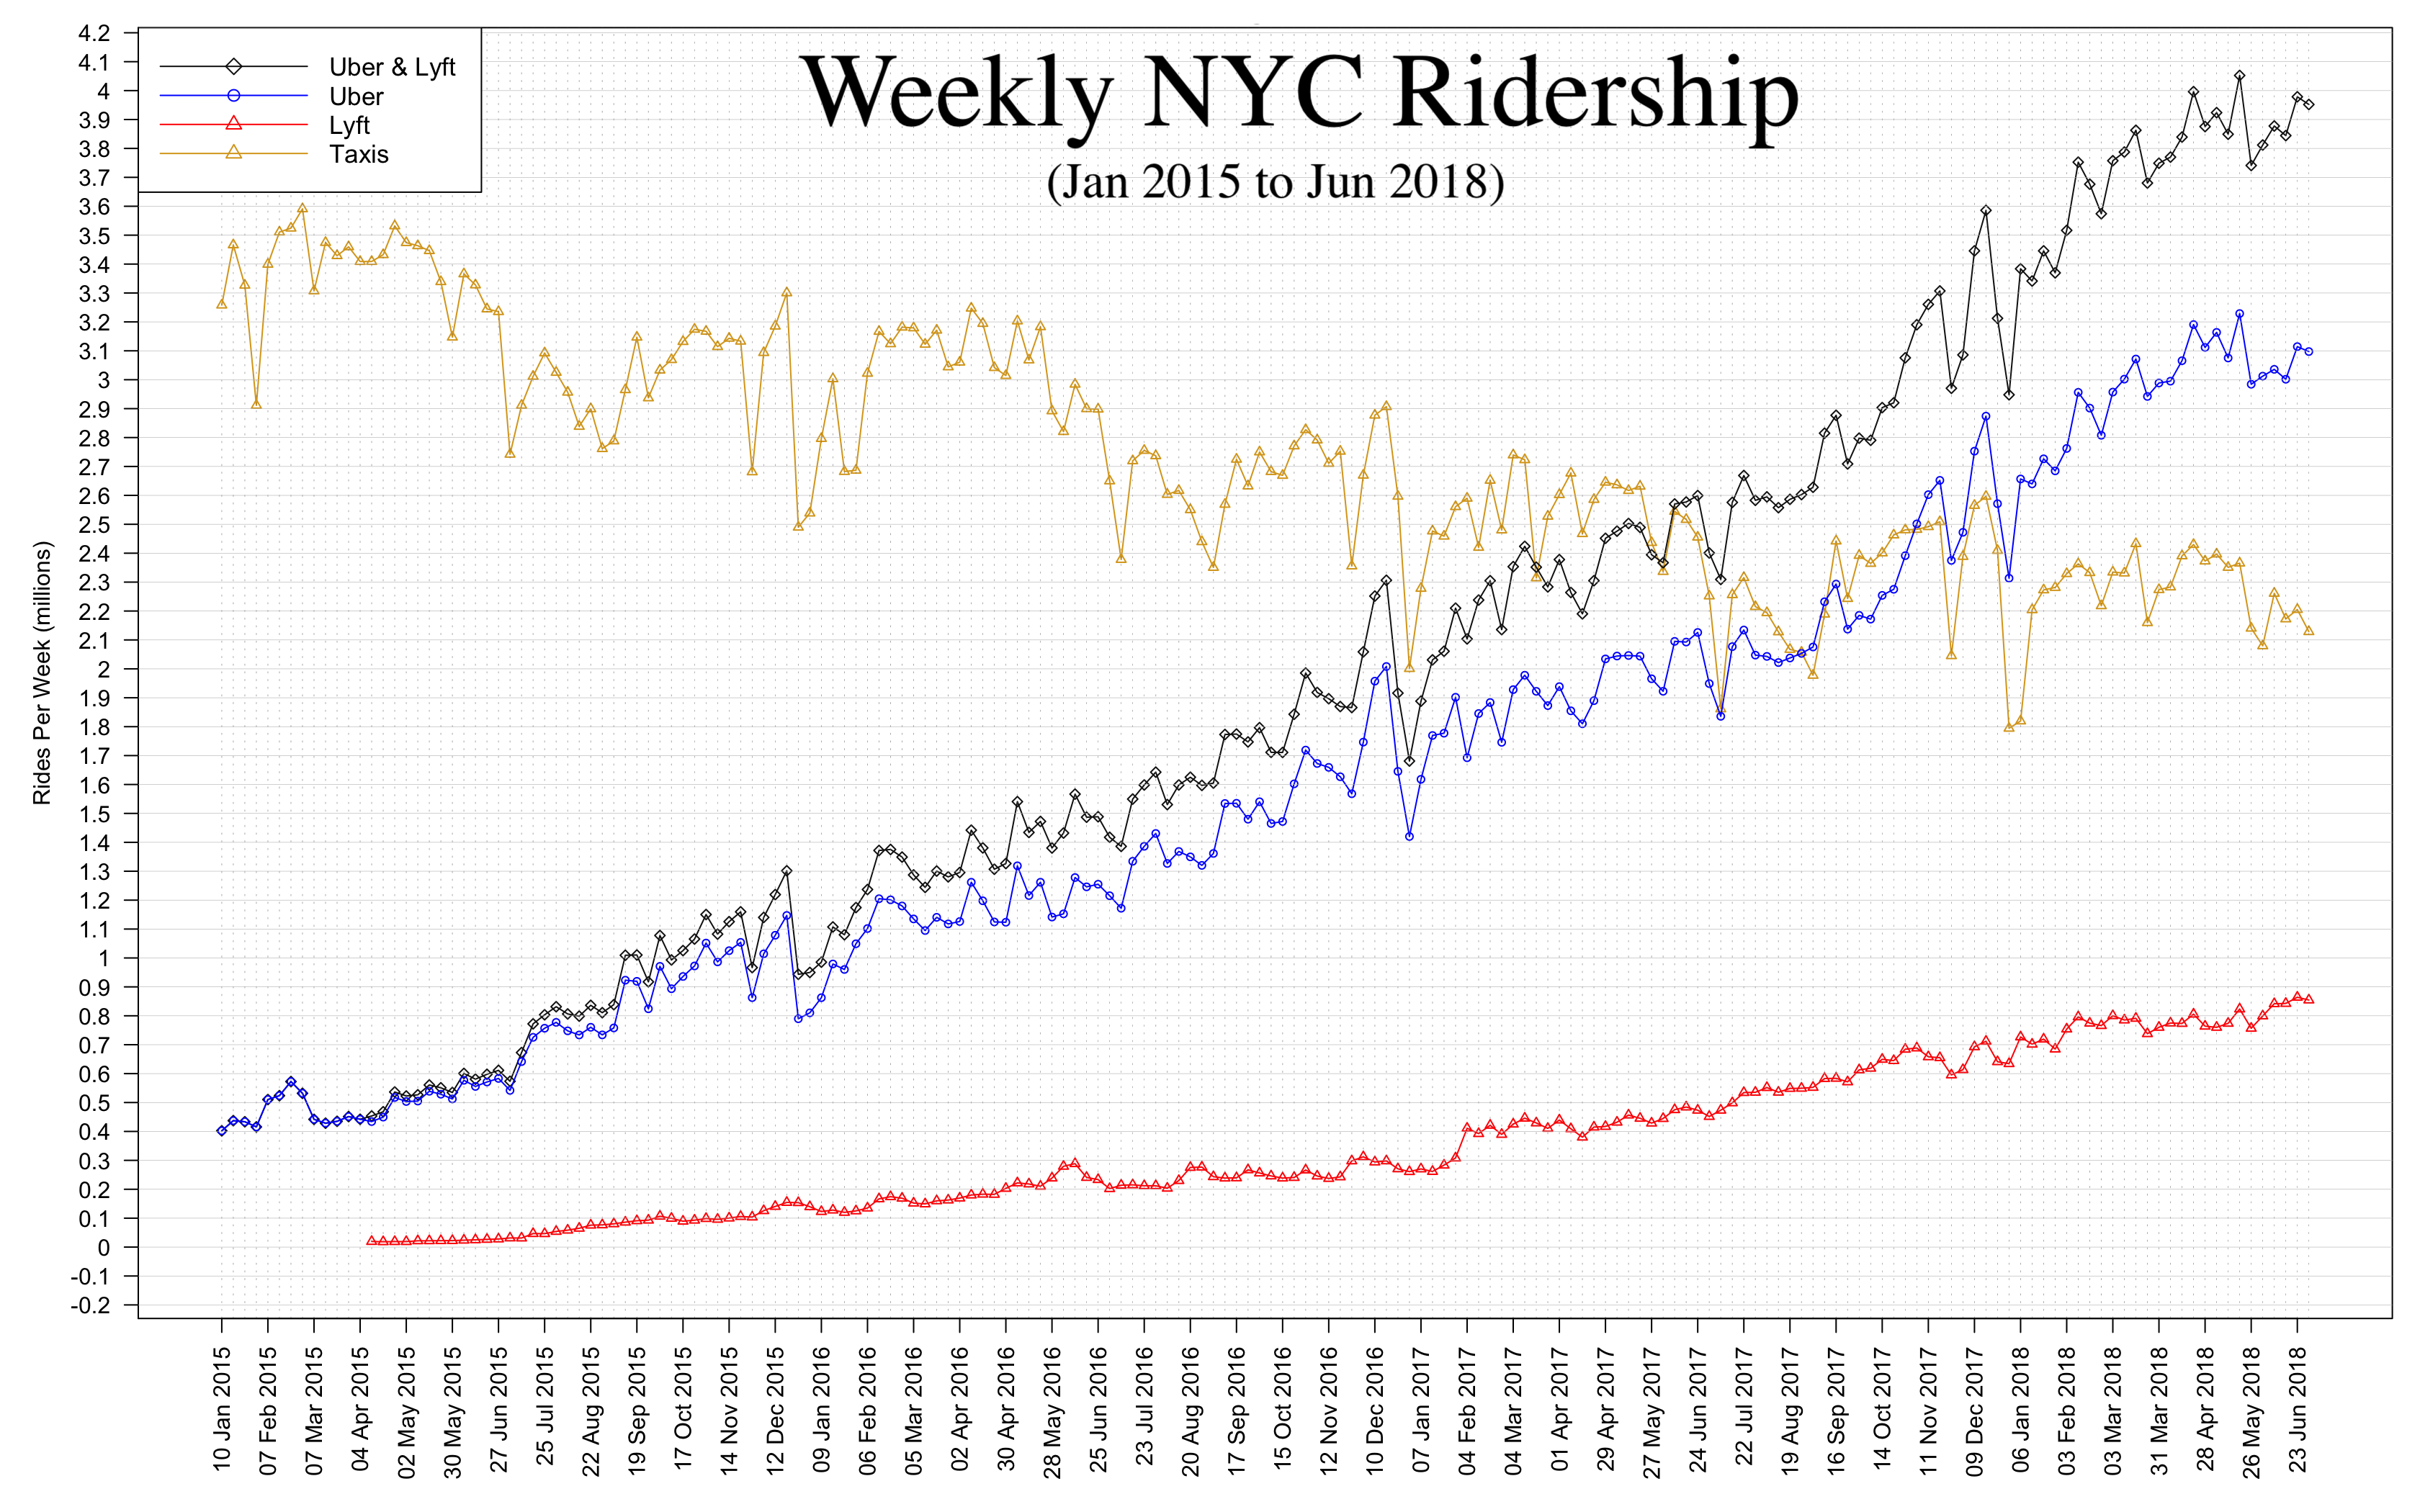 Weekly NYC Ridership
(Jan 2015 to Jun 2018)
Uber & Lyft
Uber
Lyft
Taxis
Rides Per Week (millions)
4.2
4.1
4
3.9
3.8
3.7
3.6
3.5
3.4
3.3
3.2
3.1
3
2.9
2.8
2.7
2.6
2.5
2.4
2.3
2.2
2.1
2
1.9
1.8
1.7
1.6
1.5
1.4
1.3
1.2
1.1
1
0.9
0.8
0.7
0.6
0.5
0.4
0.3
0.2
0.1
0
-0.1
-0.2
10 Jan 2015
07 Feb 2015
07 Mar 2015
04 Apr 2015
02 May 2015
30 May 2015
27 Jun 2015
25 Jul 2015
22 Aug 2015
19 Sep 2015
17 Oct 2015
14 Nov 2015
12 Dec 2015
09 Jan 2016
06 Feb 2016
05 Mar 2016
02 Apr 2016
30 Apr 2016
28 May 2016
25 Jun 2016
23 Jul 2016
20 Aug 2016
17 Sep 2016
15 Oct 2016
12 Nov 2016
10 Dec 2016
07 Jan 2017
04 Feb 2017
04 Mar 2017
01 Apr 2017
29 Apr 2017
27 May 2017
24 Jun 2017
22 Jul 2017
19 Aug 2017
16 Sep 2017
14 Oct 2017
11 Nov 2017
09 Dec 2017
06 Jan 2018
03 Feb 2018
03 Mar 2018
31 Mar 2018
28 Apr 2018
26 May 2018
23 Jun 2018